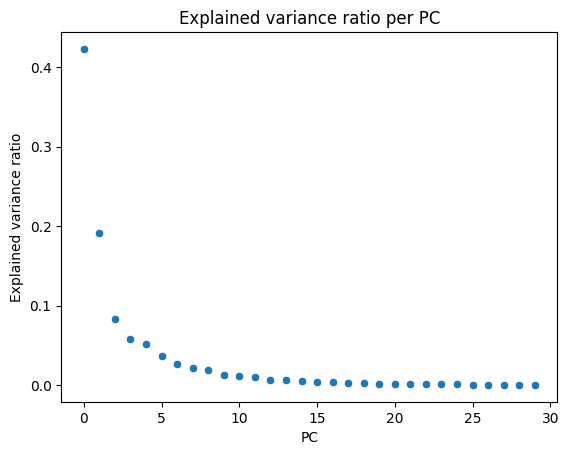 Explained variance ratio per PC
Explained variance ratio
0.4
0.3
0.2
0.1
0.0
0 5 10 15 20 25 30
PC